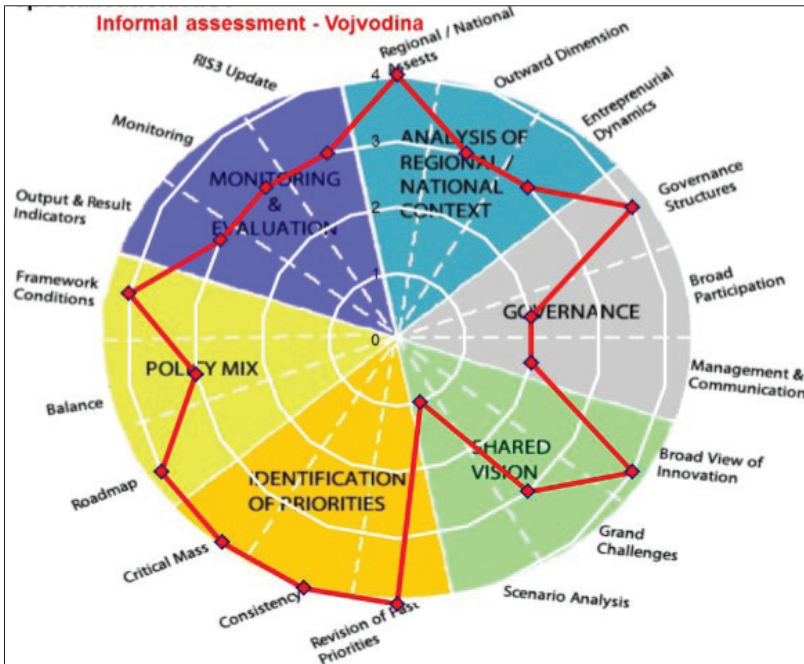 Informal assessment - Vojvodina
Regional / National
Assests
Outward Dimension
Entreprenurial
Dynamics
Governance
Structures
Broad
Participation
Management &
Communication
Broad View of
Innovation
Grand
Challenges
Scenario Analysis
Revision of Past
Priorities
Consistency
Critical Mass
Roadmap
Balance
Framework
Conditions
Output & Result
Indicators
Monitoring
RIS3 Update
ANALYSIS OF
REGIONAL /
NATIONAL
CONTEXT
GOVERNANCE
SHARED
VISION
IDENTIFICATION
OF PRIORITIES
POLICY MIX
MONITORING
&
EVALUATION
4
3
2
1
0